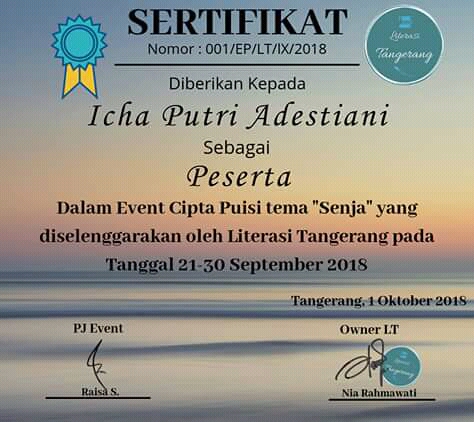 SERTIFIKAT
Nomor : 001/EP/LT/IX/2018
Literasi
Tangerang
Diberikan Kepada
Icha Putri Adestiani
Sebagai
Peserta
Dalam Event Cipta Puisi tema "Senja" yang
diselenggarakan oleh Literasi Tangerang pada
Tanggal 21-30 September 2018
Tangerang, 1 Oktober 2018
PJ Event
Owner LT
Tangerang
Raisa S.
Nia Rahmawati